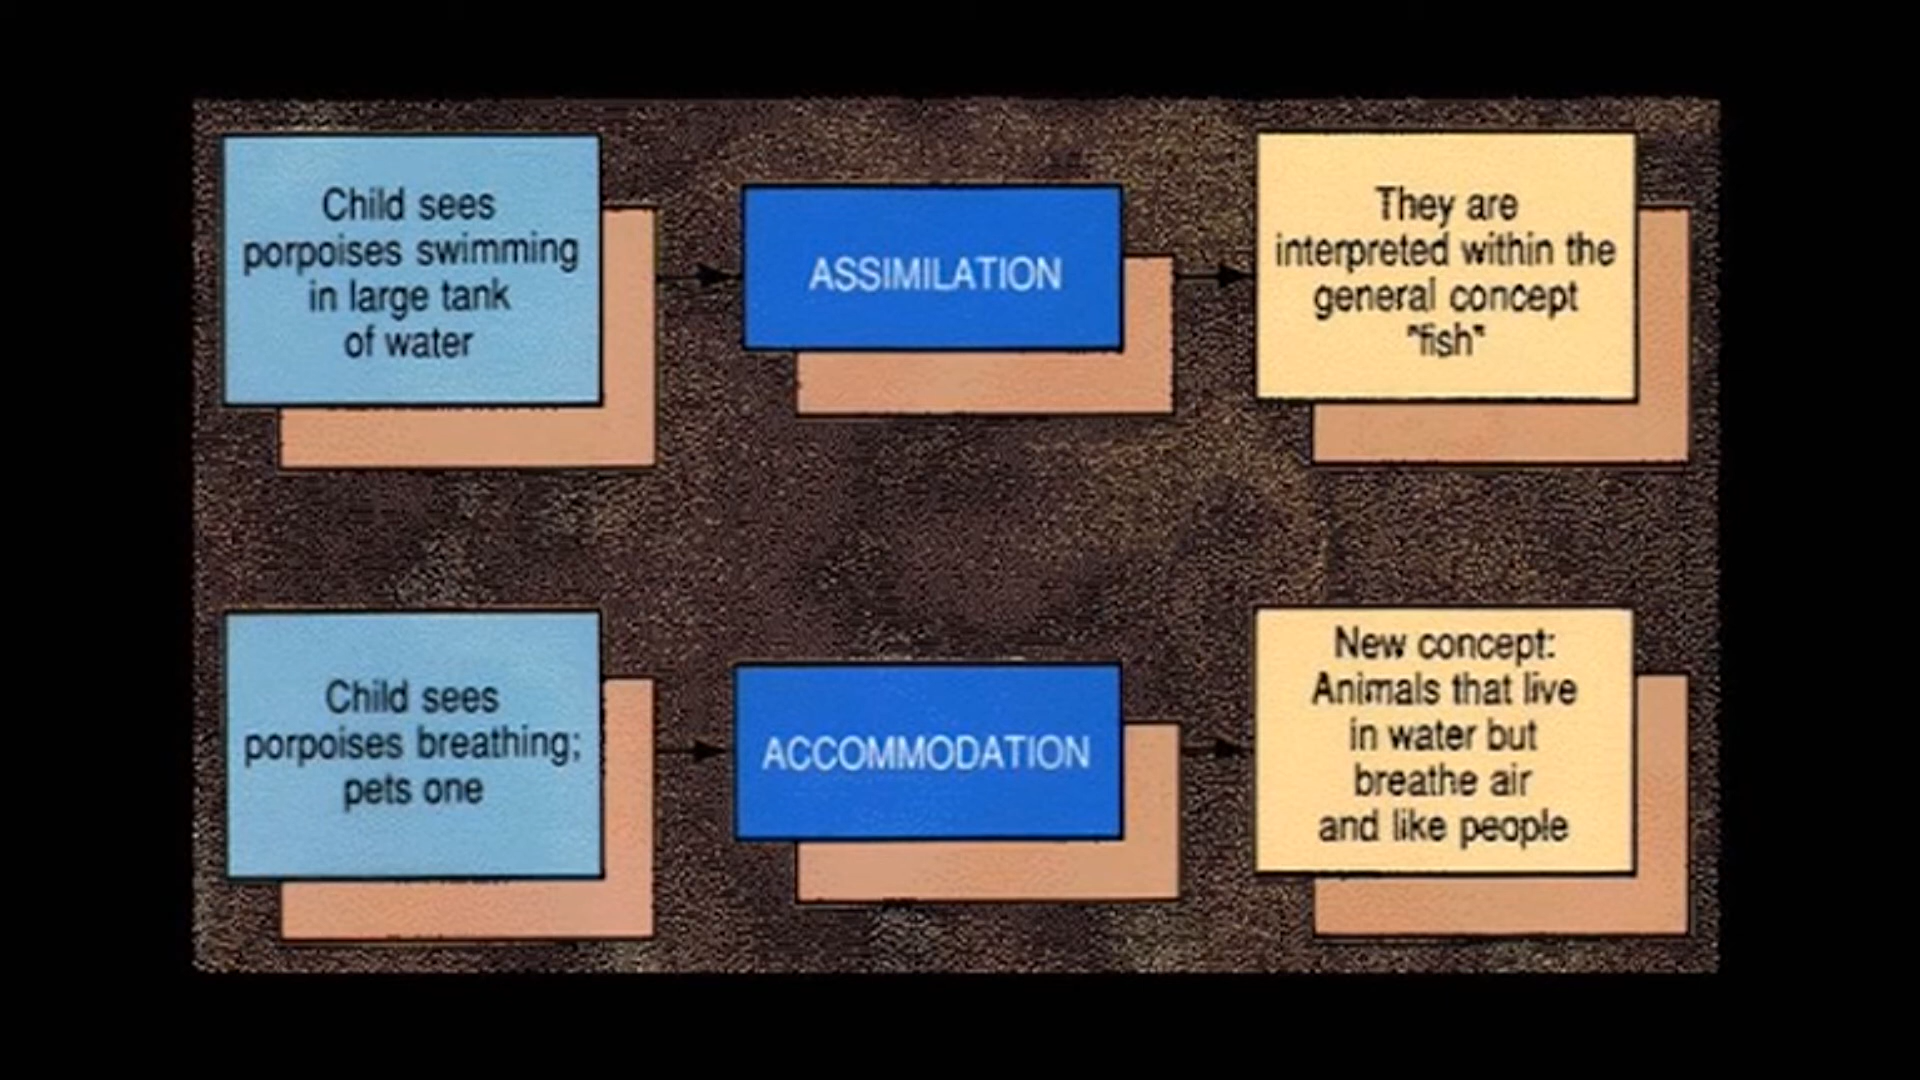 Child sees
porpoises swimming
in large tank
of water
ASSIMILATION
They are
interpreted within the
general concept
"fish"
Child sees
porpoises breathing;
pets one
ACCOMMODATION
New concept:
Animals that live
in water but
breathe air
and like people